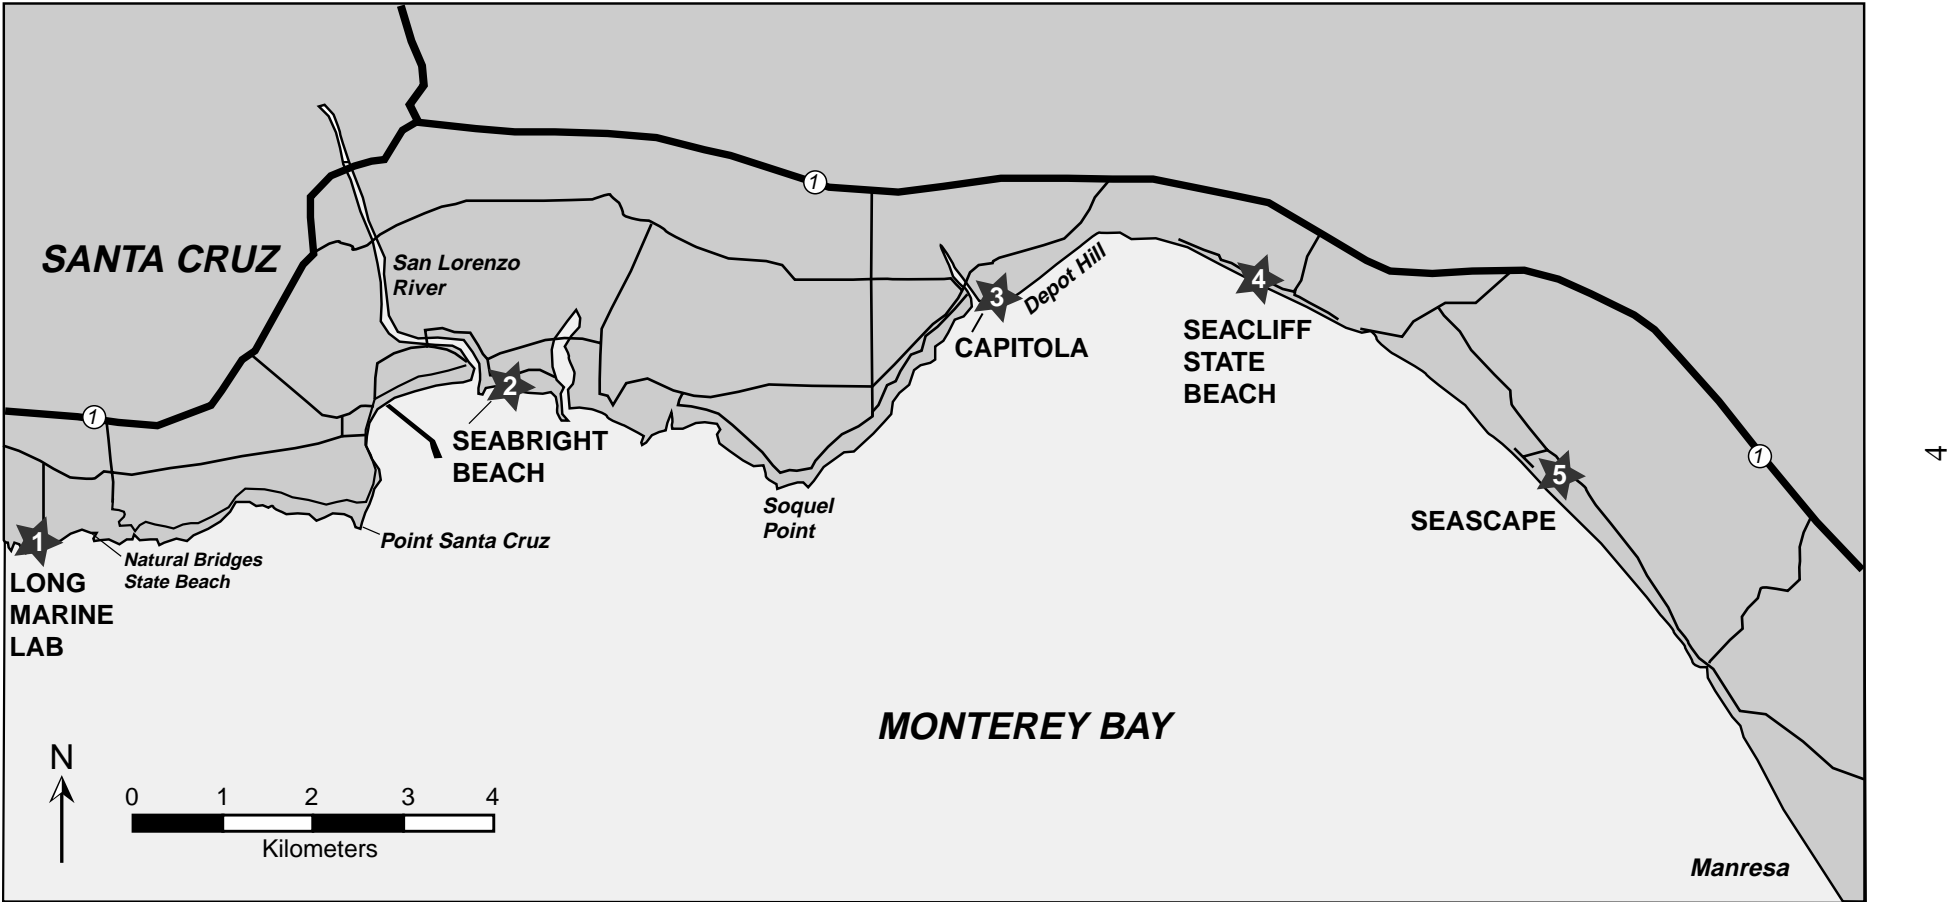 1
SANTA CRUZ
San Lorenzo
River
Depot Hill
3
CAPITOLA
4
SEACLIFF
STATE
BEACH
2
SEABRIGHT
BEACH
1
1
5
SEASCAPE
Soquel
Point
Point Santa Cruz
1
Natural Bridges
State Beach
LONG
MARINE
LAB
MONTEREY BAY
N
0 1 2 3 4
Kilometers
Manresa
4